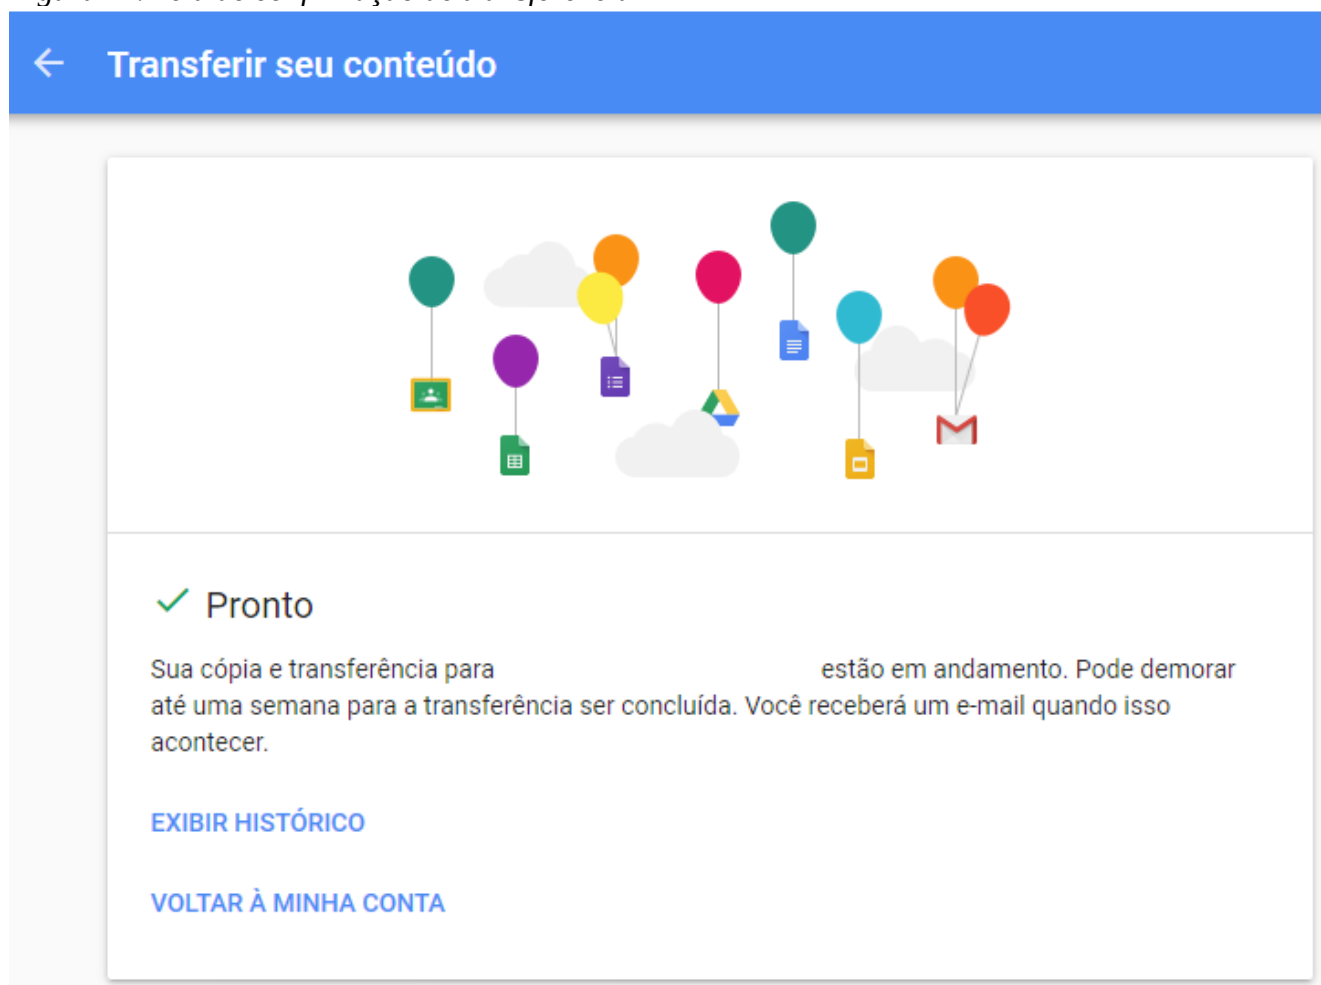 Transferir seu conteúdo
Pronto
Sua cópia e transferência para estão em andamento. Pode demorar
até uma semana para a transferência ser concluída. Você receberá um e-mail quando isso
acontecer.
EXIBIR HISTÓRICO
VOLTAR À MINHA CONTA